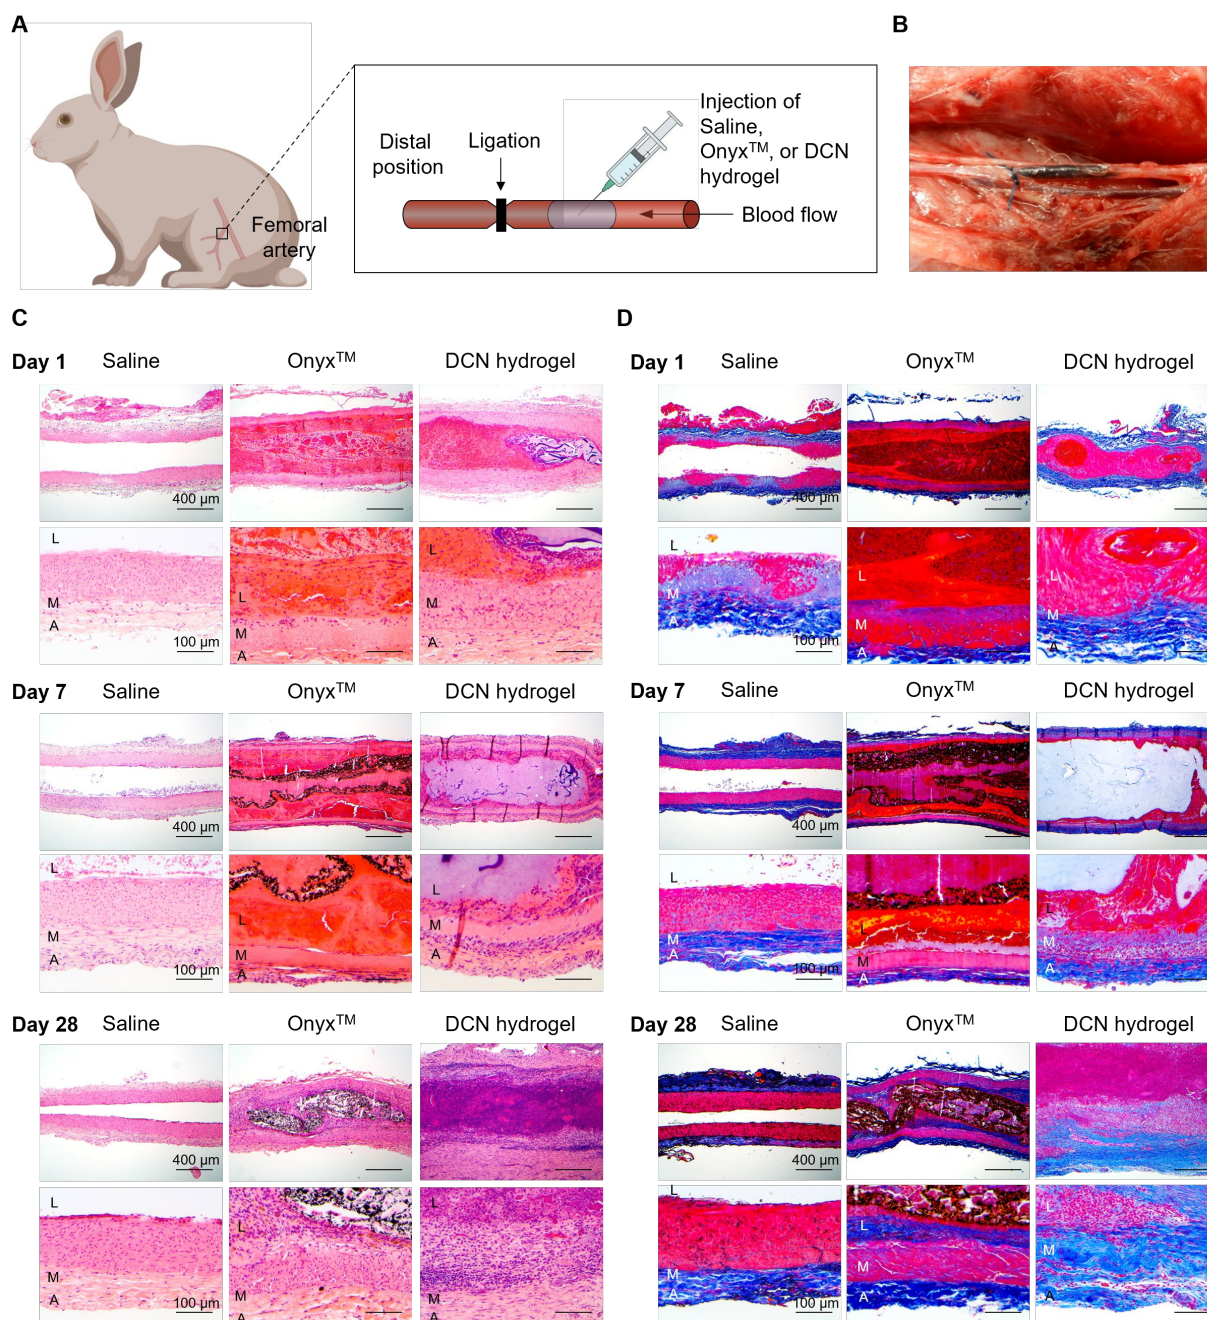 A
B
Distal
position
Ligation
Injection of
Saline,
Onyx™, or DCN
hydrogel
Blood flow
Femoral
artery
C
D
Day 1 Saline Onyx™ DCN hydrogel
400 µm
L
M
A
100 µm
L
M
A
L
M
A
Day 1 Saline Onyx™ DCN hydrogel
400 µm
L
M
A
100 µm
L
M
A
L
M
A
Day 7 Saline Onyx™ DCN hydrogel
400 µm
L
M
A
100 µm
L
M
A
L
M
A
Day 7 Saline Onyx™ DCN hydrogel
400 µm
L
M
A
100 µm
L
M
A
L
M
A
Day 28 Saline Onyx™ DCN hydrogel
400 µm
L
M
A
100 µm
L
M
A
L
M
A
Day 28 Saline Onyx™ DCN hydrogel
400 µm
L
M
A
100 µm
L
M
A
L
M
A